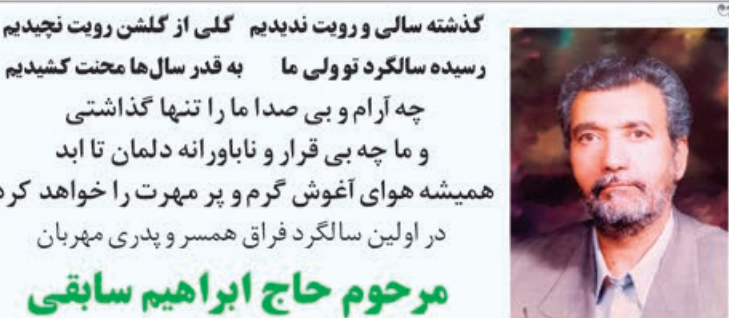 گذشته سالی و رویت ندیدیم گلی از گلشن رویت نچیدیم
رسیده سالگرد تو ولی ما به قدر سال‌ها محنت کشیدیم
چه آرام و بی صدا ما را تنها گذاشتی
و ما چه بی قرار و ناباورانه دلمان تا ابد
همیشه هوای آغوش گرم و پر مهرت را خواهد کرد
در اولین سالگرد فراق همسر و پدری مهربان
مرحوم حاج ابراهیم سابقی